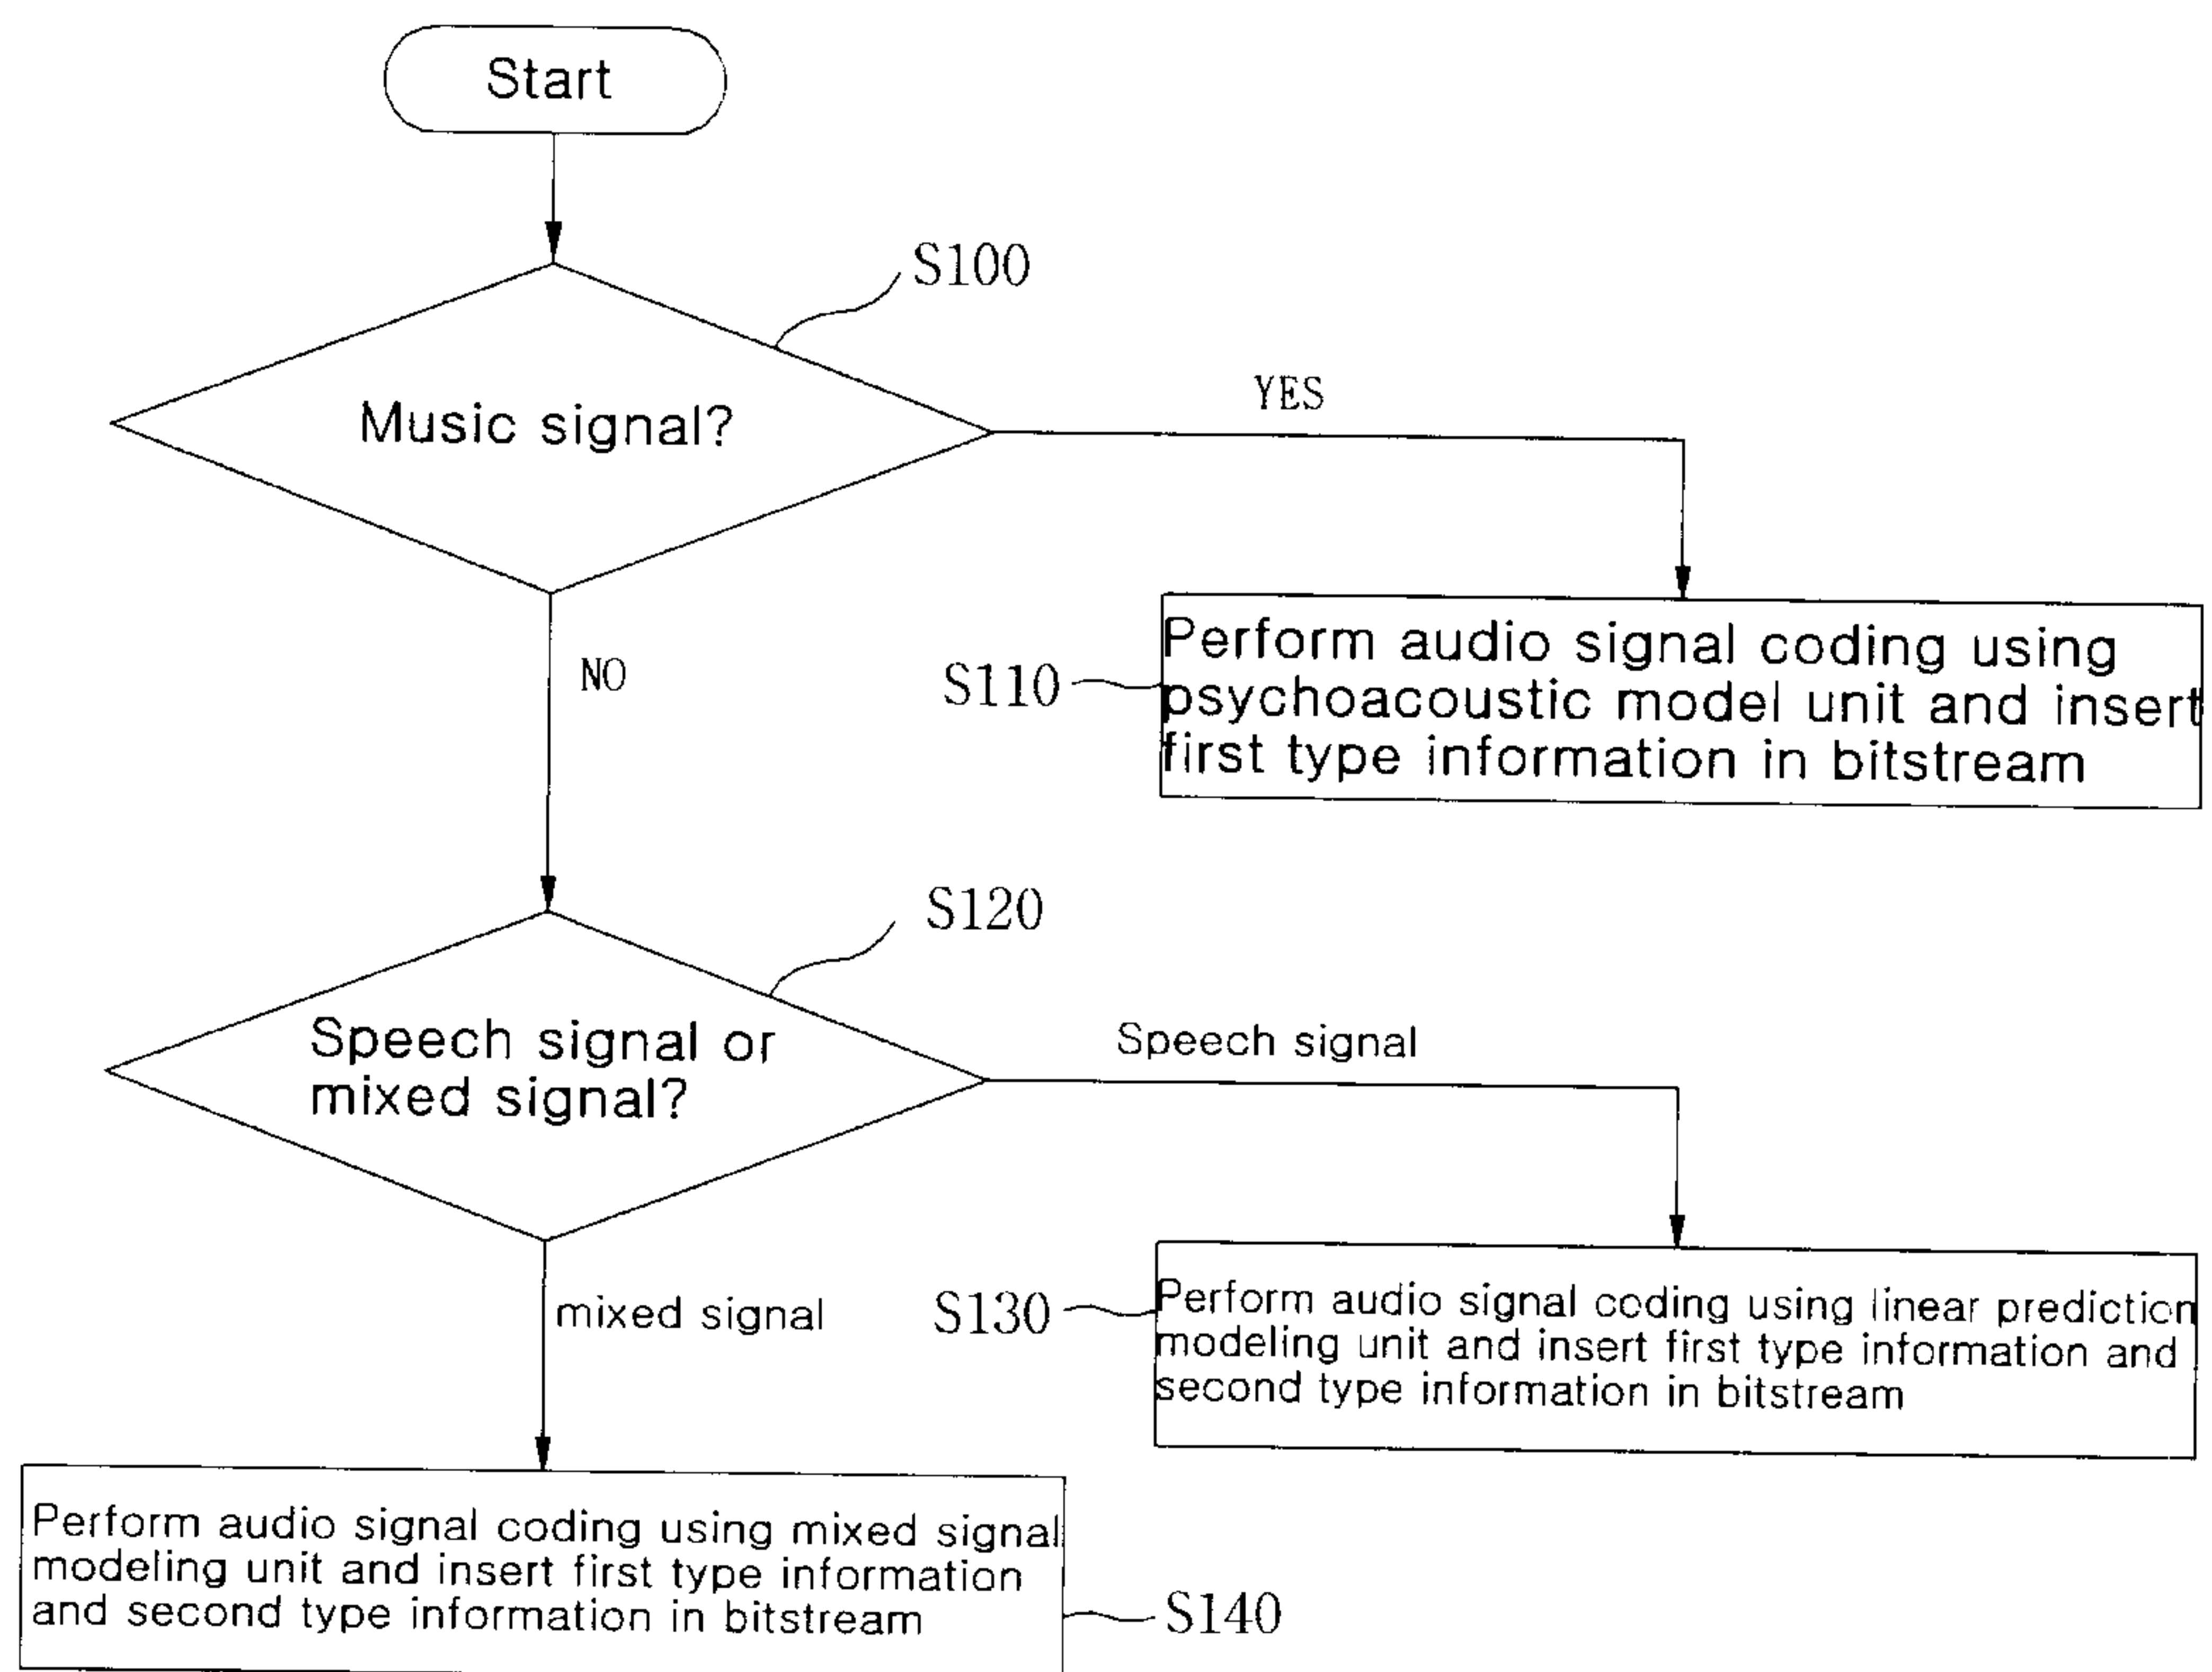 Start
S100
Music signal?
YES
NO
S110
Perform audio signal coding using
psychoacoustic model unit and insert
first type information in bitstream
S120
Speech signal or
mixed signal?
Speech signal
mixed signal
S130
Perform audio signal coding using linear prediction
modeling unit and insert first type information and
second type information in bitstream
Perform audio signal coding using mixed signal
modeling unit and insert first type information
and second type information in bitstream
S140